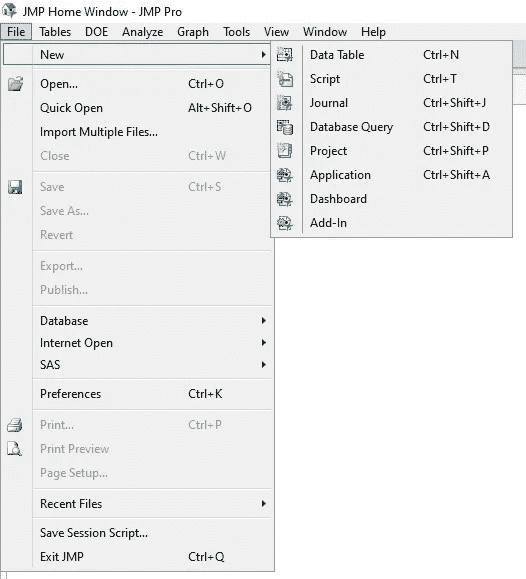 JMP Home Window - JMP Pro
File Tables DOE Analyze Graph Tools View Window Help
New
Open... Ctrl+O
Quick Open Alt+Shift+O
Import Multiple Files...
Close Ctrl+W
Save Ctrl+S
Save As...
Revert
Export...
Publish...
Database
Internet Open
SAS
Preferences Ctrl+K
Print... Ctrl+P
Print Preview
Page Setup...
Recent Files
Save Session Script...
Exit JMP Ctrl+Q
Data Table Ctrl+N
Script Ctrl+T
Journal Ctrl+Shift+J
Database Query Ctrl+Shift+D
Project Ctrl+Shift+P
Application Ctrl+Shift+A
Dashboard
Add-In